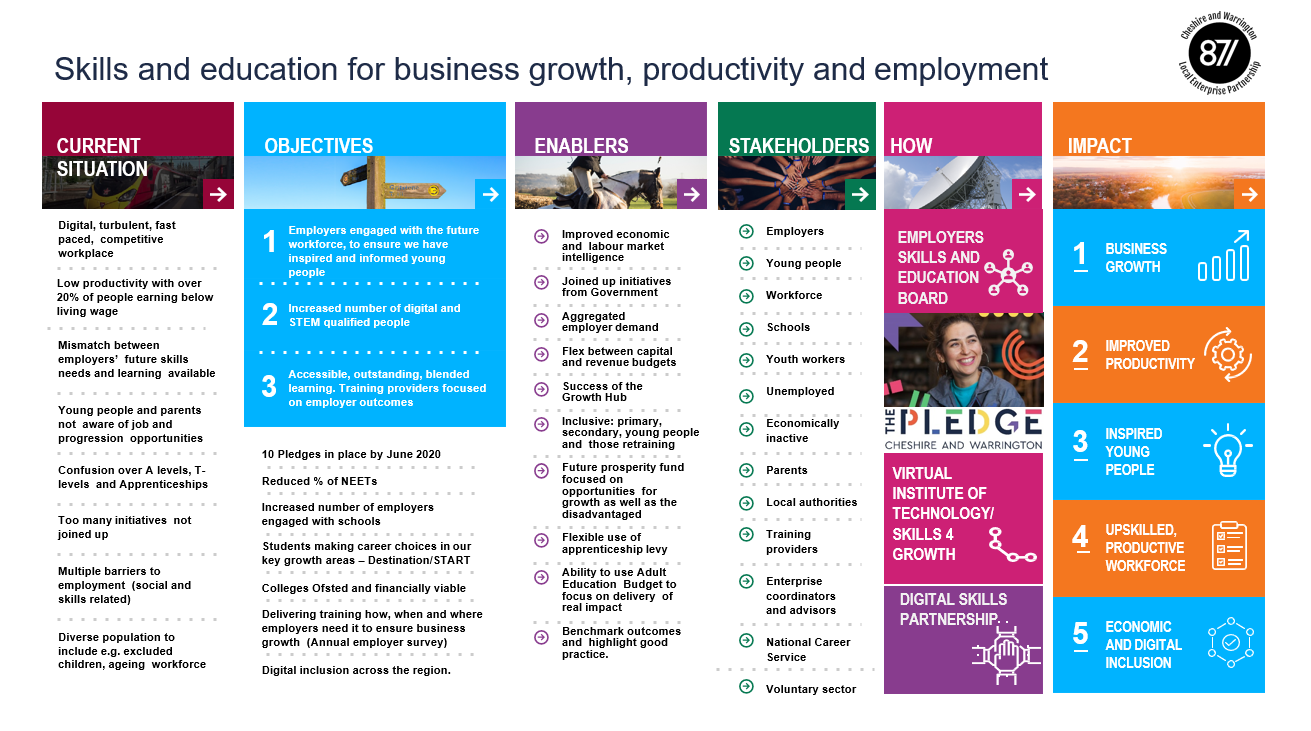 Cheshire and Warrington
87//
Local Enterprise Partnership
Skills and education for business growth, productivity and employment
CURRENT
SITUATION
Digital, turbulent, fast
paced, competitive
workplace
Low productivity with over
20% of people earning below
living wage
Mismatch between
employers' future skills
needs and learning available
Young people and parents
not aware of job and
progression opportunities
Confusion over A levels, T-
levels and Apprenticeships
Too many initiatives not
joined up
Multiple barriers to
employment (social and
skills related)
Diverse population to
include e.g. excluded
children, ageing workforce
OBJECTIVES
1
Employers engaged with the future
workforce, to ensure we have
inspired and informed young
people
2
Increased number of digital and
STEM qualified people
3
Accessible, outstanding, blended
learning. Training providers focused
on employer outcomes
10 Pledges in place by June 2020
Reduced % of NEETs
Increased number of employers
engaged with schools
Students making career choices in our
key growth areas – Destination/START
Colleges Ofsted and financially viable
Delivering training how, when and where
employers need it to ensure business
growth (Annual employer survey)
Digital inclusion across the region.
ENABLERS
Improved economic
and labour market
intelligence
Joined up initiatives
from Government
Aggregated
employer demand
Flex between capital
and revenue budgets
Success of the
Growth Hub
Inclusive: primary,
secondary, young people
and those retraining
Future prosperity fund
focused on
opportunities for
growth as well as the
disadvantaged
Flexible use of
apprenticeship levy
Ability to use Adult
Education Budget to
focus on delivery of
real impact
Benchmark outcomes
and highlight good
practice.
STAKEHOLDERS
Employers
Young people
Workforce
Schools
Youth workers
Unemployed
Economically
inactive
Parents
Local authorities
Training
providers
Enterprise
coordinators
and advisors
National Career
Service
Voluntary sector
HOW
EMPLOYERS
SKILLS AND
EDUCATION
BOARD
THE PLEDGE
CHESHIRE AND WARRINGTON
VIRTUAL
INSTITUTE OF
TECHNOLOGY/
SKILLS 4
GROWTH
DIGITAL SKILLS
PARTNERSHIP. .
IMPACT
1
BUSINESS
GROWTH
2
IMPROVED
PRODUCTIVITY
3
INSPIRED
YOUNG
PEOPLE
4
UPSKILLED,
PRODUCTIVE
WORKFORCE
5
ECONOMIC
AND DIGITAL
INCLUSION